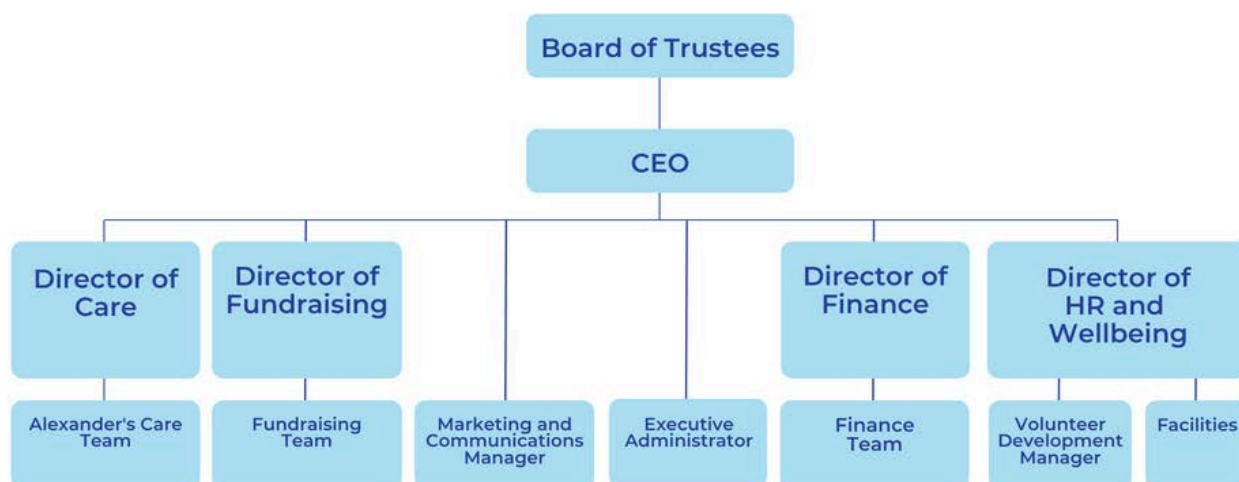 Board of Trustees
CEO
Director of
Care
Director of
Fundraising
Director of
Finance
Director of
HR and
Wellbeing
Alexander's Care
Team
Fundraising
Team
Marketing and
Communications
Manager
Executive
Administrator
Finance
Team
Volunteer
Development
Manager
Facilities